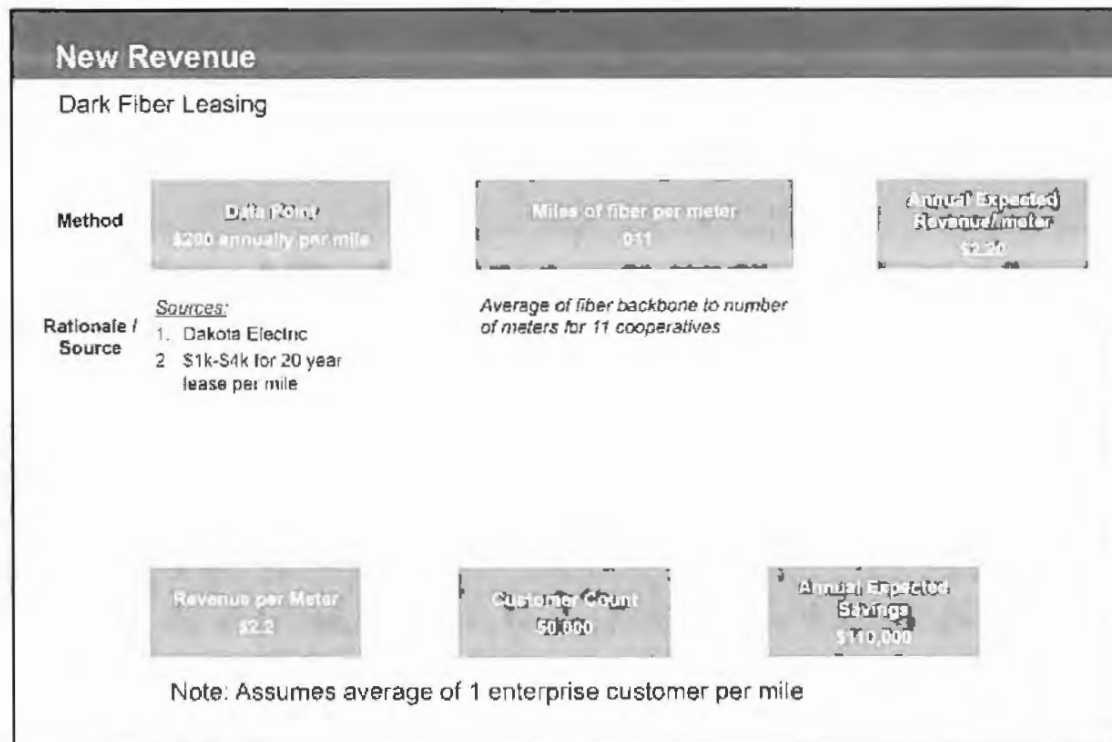 New Revenue
Dark Fiber Leasing
Method
Data Point
$200 annually per mile
Miles of fiber per meter
.011
Annual Expected
Revenue/ meter
$2.20
Rationale /
Source
Sources:
1. Dakota Electric
2 $1k-$4k for 20 year
lease per mile
Average of fiber backbone to number
of meters for 11 cooperatives
Revenue per Meter
$2.2
Customer Count
50,000
Annual Expected
Savings
$110,000
Note: Assumes average of 1 enterprise customer per mile